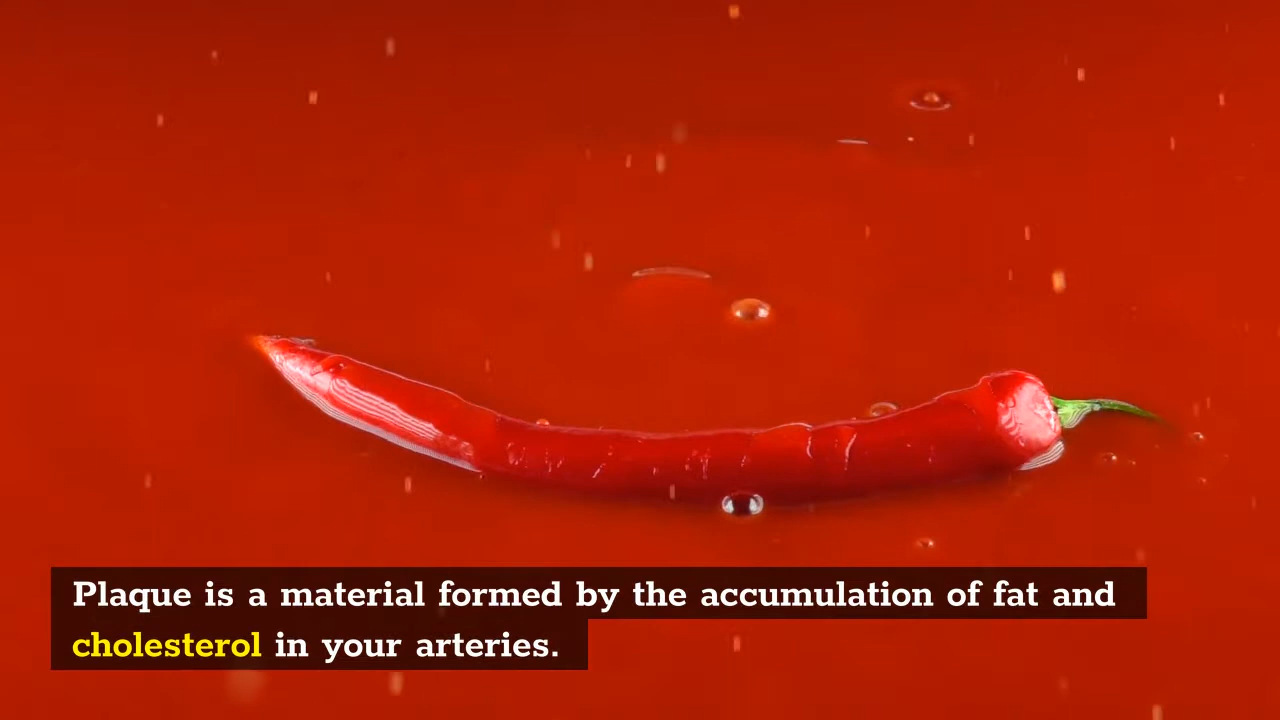 Plaque is a material formed by the accumulation of fat and
cholesterol in your arteries.